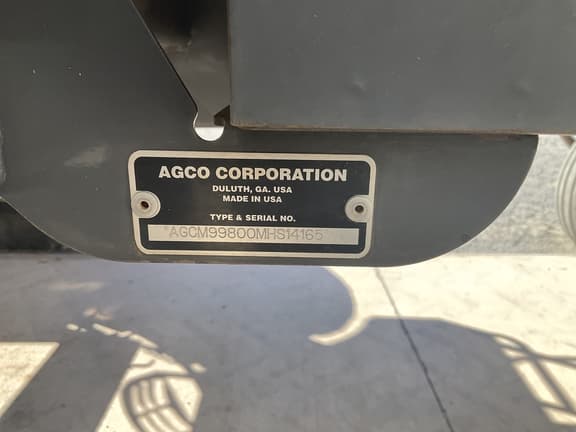 AGCO CORPORATION
DULUTH, GA. USA
MADE IN USA
TYPE & SERIAL NO.
*AGCM99800MHS14165*